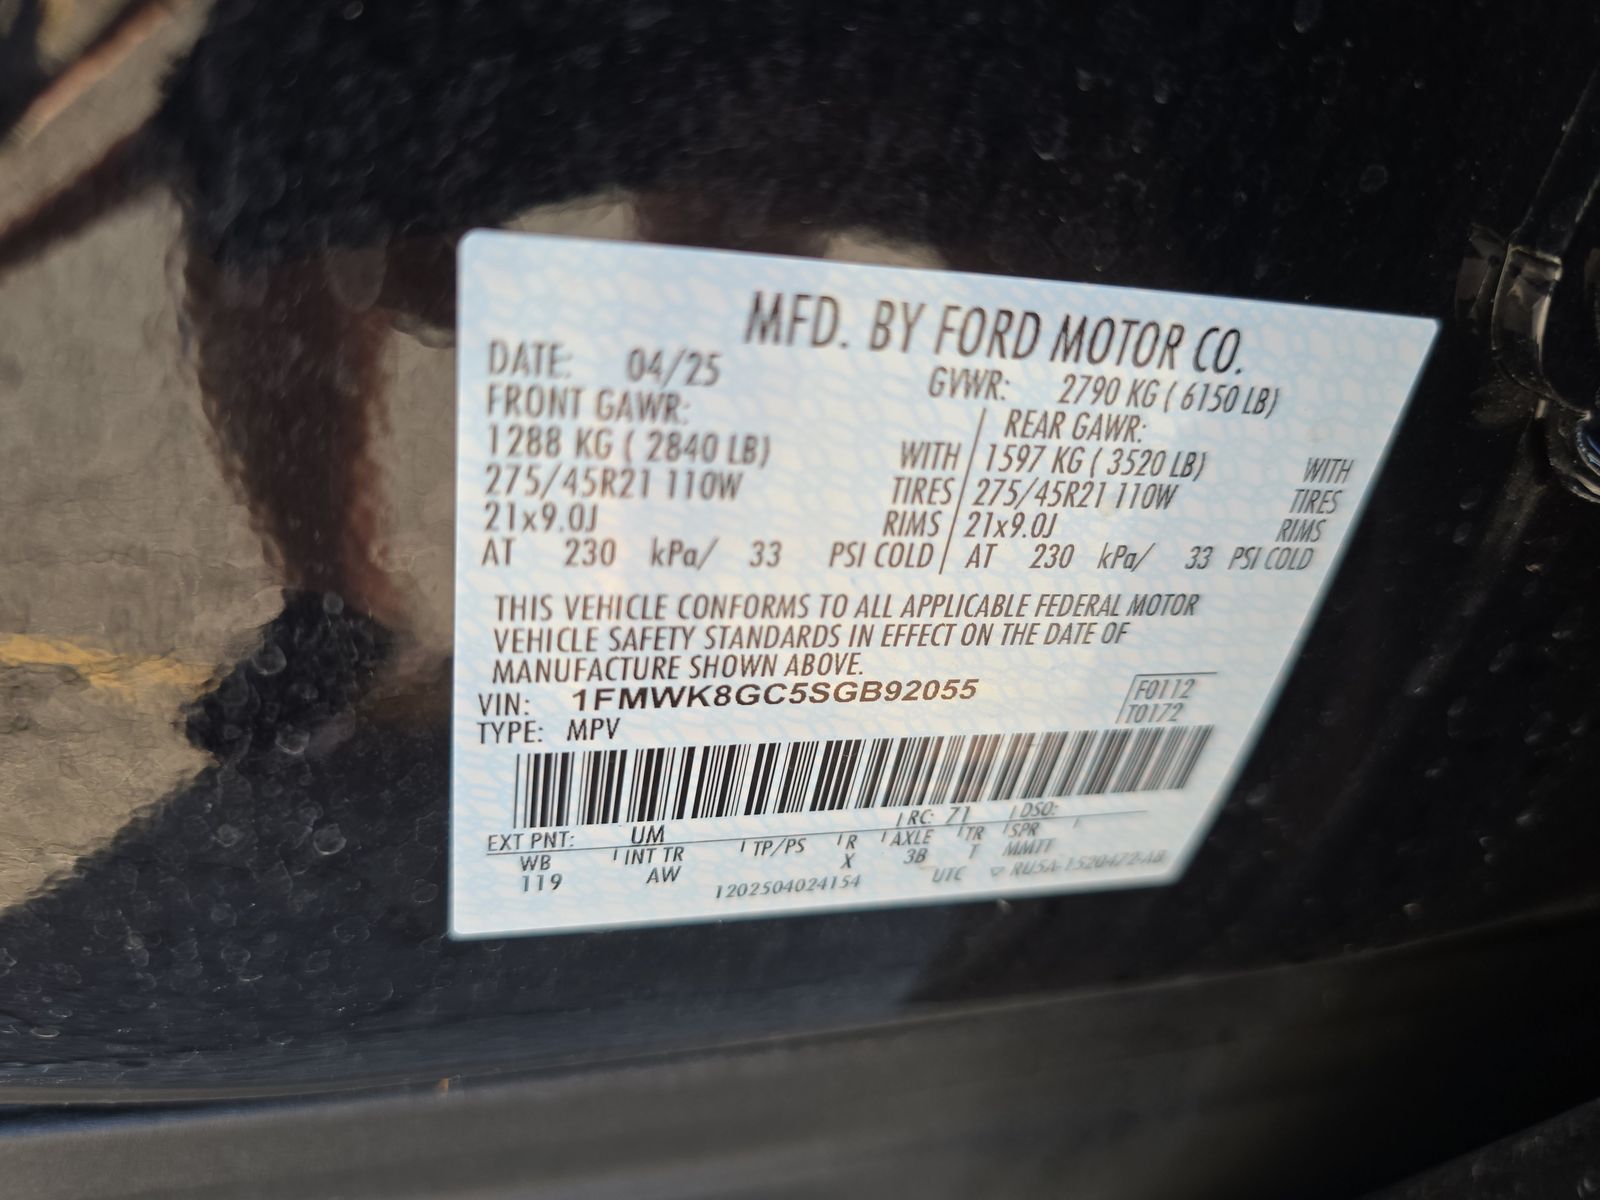 MFD. BY FORD MOTOR CO.
DATE: 04/25 GVWR: 2790 KG ( 6150 LB)
FRONT GAWR: REAR GAWR:
1288 KG ( 2840 LB) WITH 1597 KG ( 3520 LB) WITH
275/45R21 110W TIRES 275/45R21 110W TIRES
21x9.0J RIMS 21x9.0J RIMS
AT 230 kPa/ 33 PSI COLD AT 230 kPa/ 33 PSI COLD
THIS VEHICLE CONFORMS TO ALL APPLICABLE FEDERAL MOTOR
VEHICLE SAFETY STANDARDS IN EFFECT ON THE DATE OF
MANUFACTURE SHOWN ABOVE.
VIN: 1FMWK8GC5SGB92055 F0112
TYPE: MPV T0172
EXT PNT: UM RC: 71 DSO:
WB INT TR TP/PS R AXLE TR SPR
119 AW X 3B T MMTT
1202504024154 UTC RU5A-1520472-AB